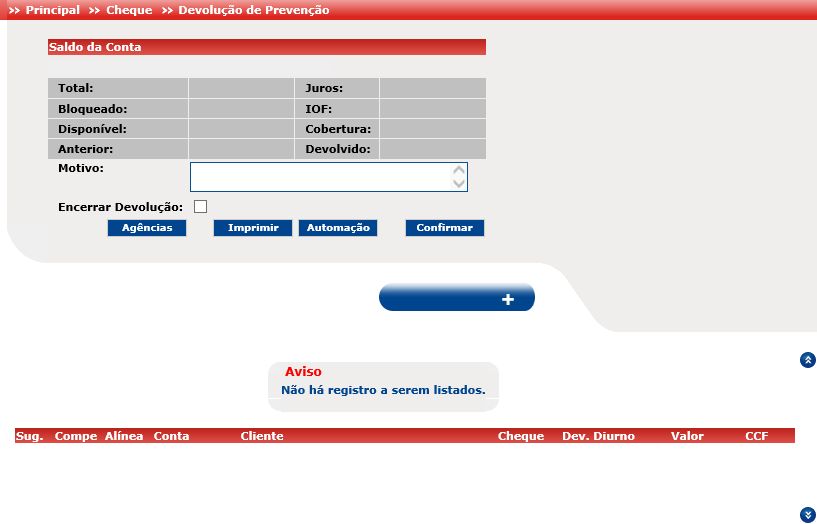 >> Principal >> Cheque >> Devolução de Prevenção
Saldo da Conta
Total: Juros:
Bloqueado: IOF:
Disponível: Cobertura:
Anterior: Devolvido:
Motivo:
Encerrar Devolução:
Agências Imprimir Automação Confirmar
+
Aviso
Não há registro a serem listados.
Sug. Compe Alínea Conta Cliente Cheque Dev. Diurno Valor CCF